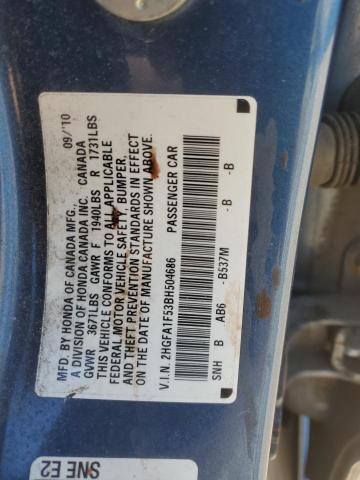 MFD. BY HONDA OF CANADA MFG. 09/'10
A DIVISION OF HONDA CANADA INC. CANADA
GVWR 3671LBS GAWR F 1940LBS R 1731LBS
THIS VEHICLE CONFORMS TO ALL APPLICABLE
FEDERAL MOTOR VEHICLE SAFETY, BUMPER,
AND THEFT PREVENTION STANDARDS IN EFFECT
ON THE DATE OF MANUFACTURE SHOWN ABOVE.
V.I.N. 2HGFA1F53BH504686 PASSENGER CAR
SNH B AB6 -B537M -B -B
SNE E2